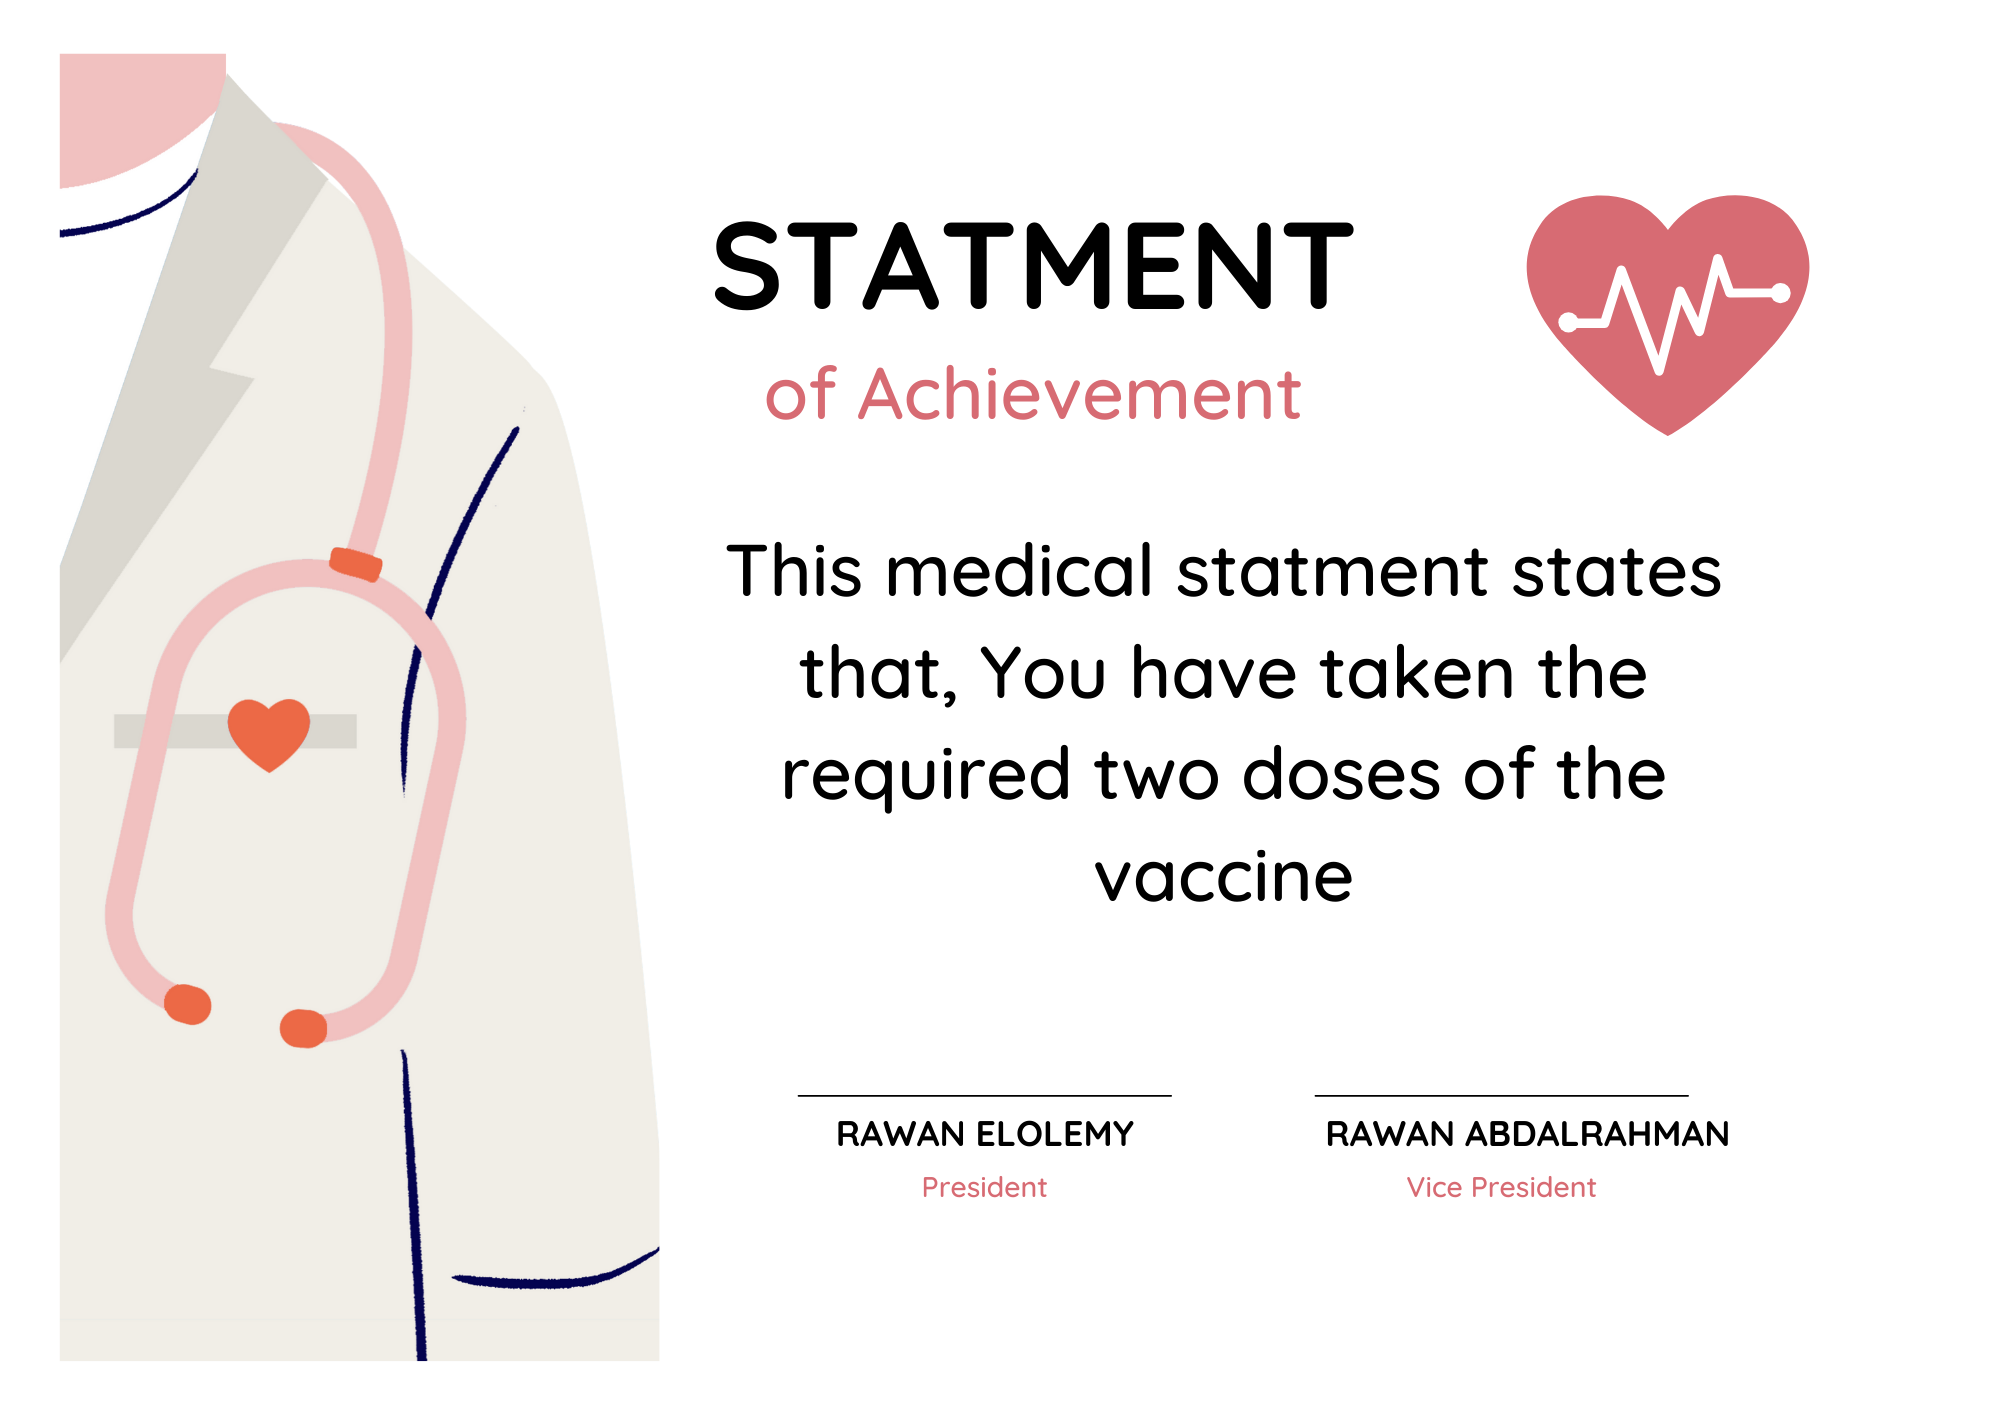 STATMENT
of Achievement
This medical statment states
that, You have taken the
required two doses of the
vaccine
RAWAN ELOLEMY
President
RAWAN ABDALRAHMAN
Vice President